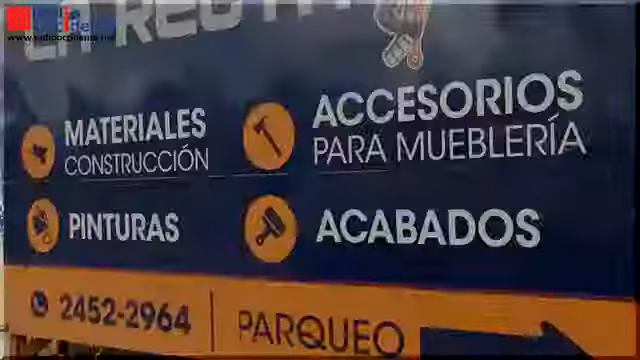 MATERIALES
CONSTRUCCIÓN
ACCESORIOS
PARA MUEBLERÍA
PINTURAS
ACABADOS
2452-2964
PARQUEO